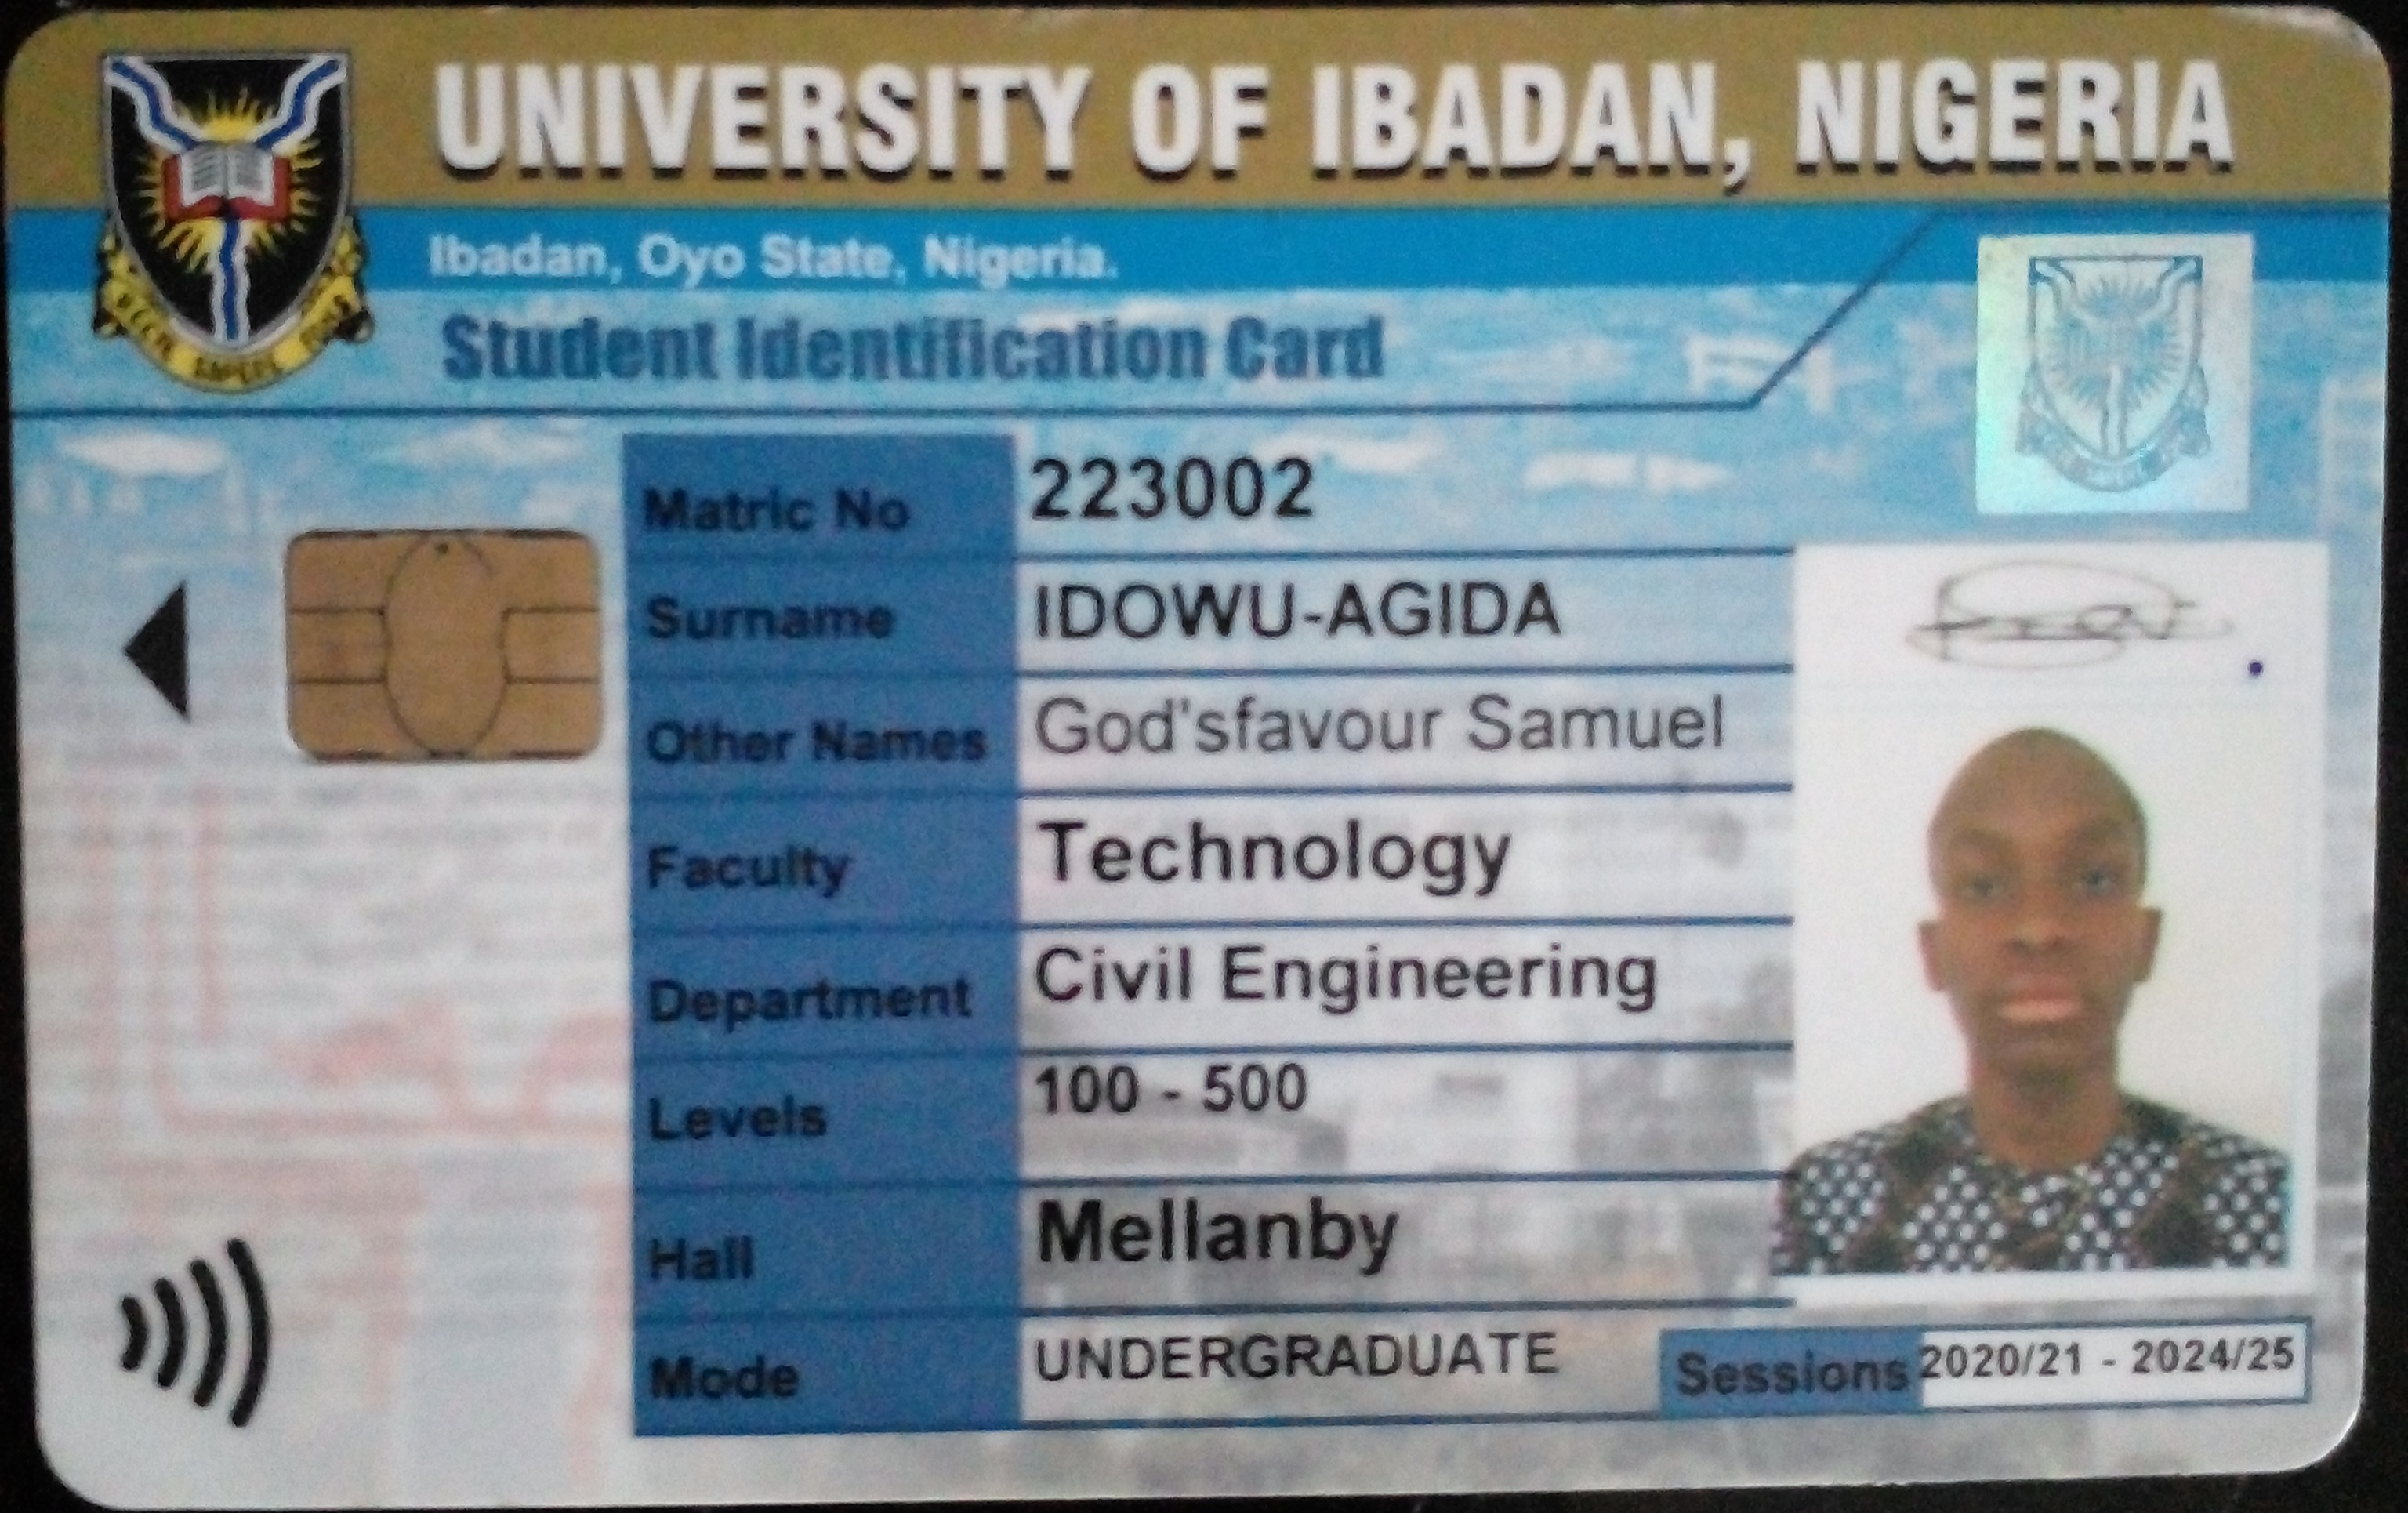 UNIVERSITY OF IBADAN, NIGERIA
Ibadan, Oyo State, Nigeria.
Student Identification Card
Matric No 223002
Surname IDOWU-AGIDA
Other Names God'sfavour Samuel
Faculty Technology
Department Civil Engineering
Levels 100 - 500
Hall Mellanby
Mode UNDERGRADUATE
Sessions 2020/21 - 2024/25